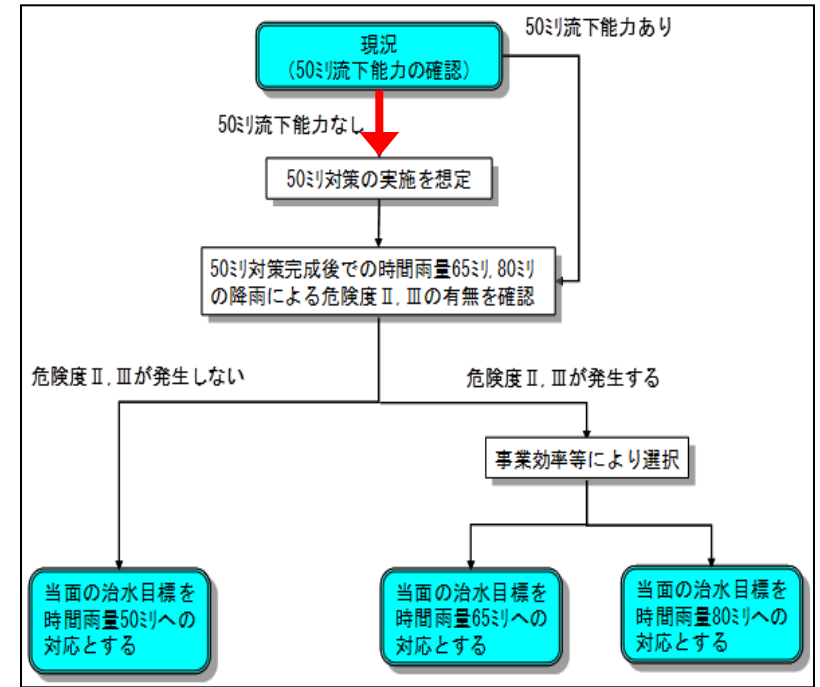 50ﾐﾘ流下能力あり
現況
（50ﾐﾘ流下能力の確認）
50ﾐﾘ流下能力なし
50ﾐﾘ対策の実施を想定
50ﾐﾘ対策完成後での時間雨量65ﾐﾘ,80ﾐﾘ
の降雨による危険度Ⅱ,Ⅲの有無を確認
危険度Ⅱ,Ⅲが発生しない
危険度Ⅱ,Ⅲが発生する
事業効率等により選択
当面の治水目標を
時間雨量50ﾐﾘへの
対応とする
当面の治水目標を
時間雨量65ﾐﾘへの
対応とする
当面の治水目標を
時間雨量80ﾐﾘへの
対応とする